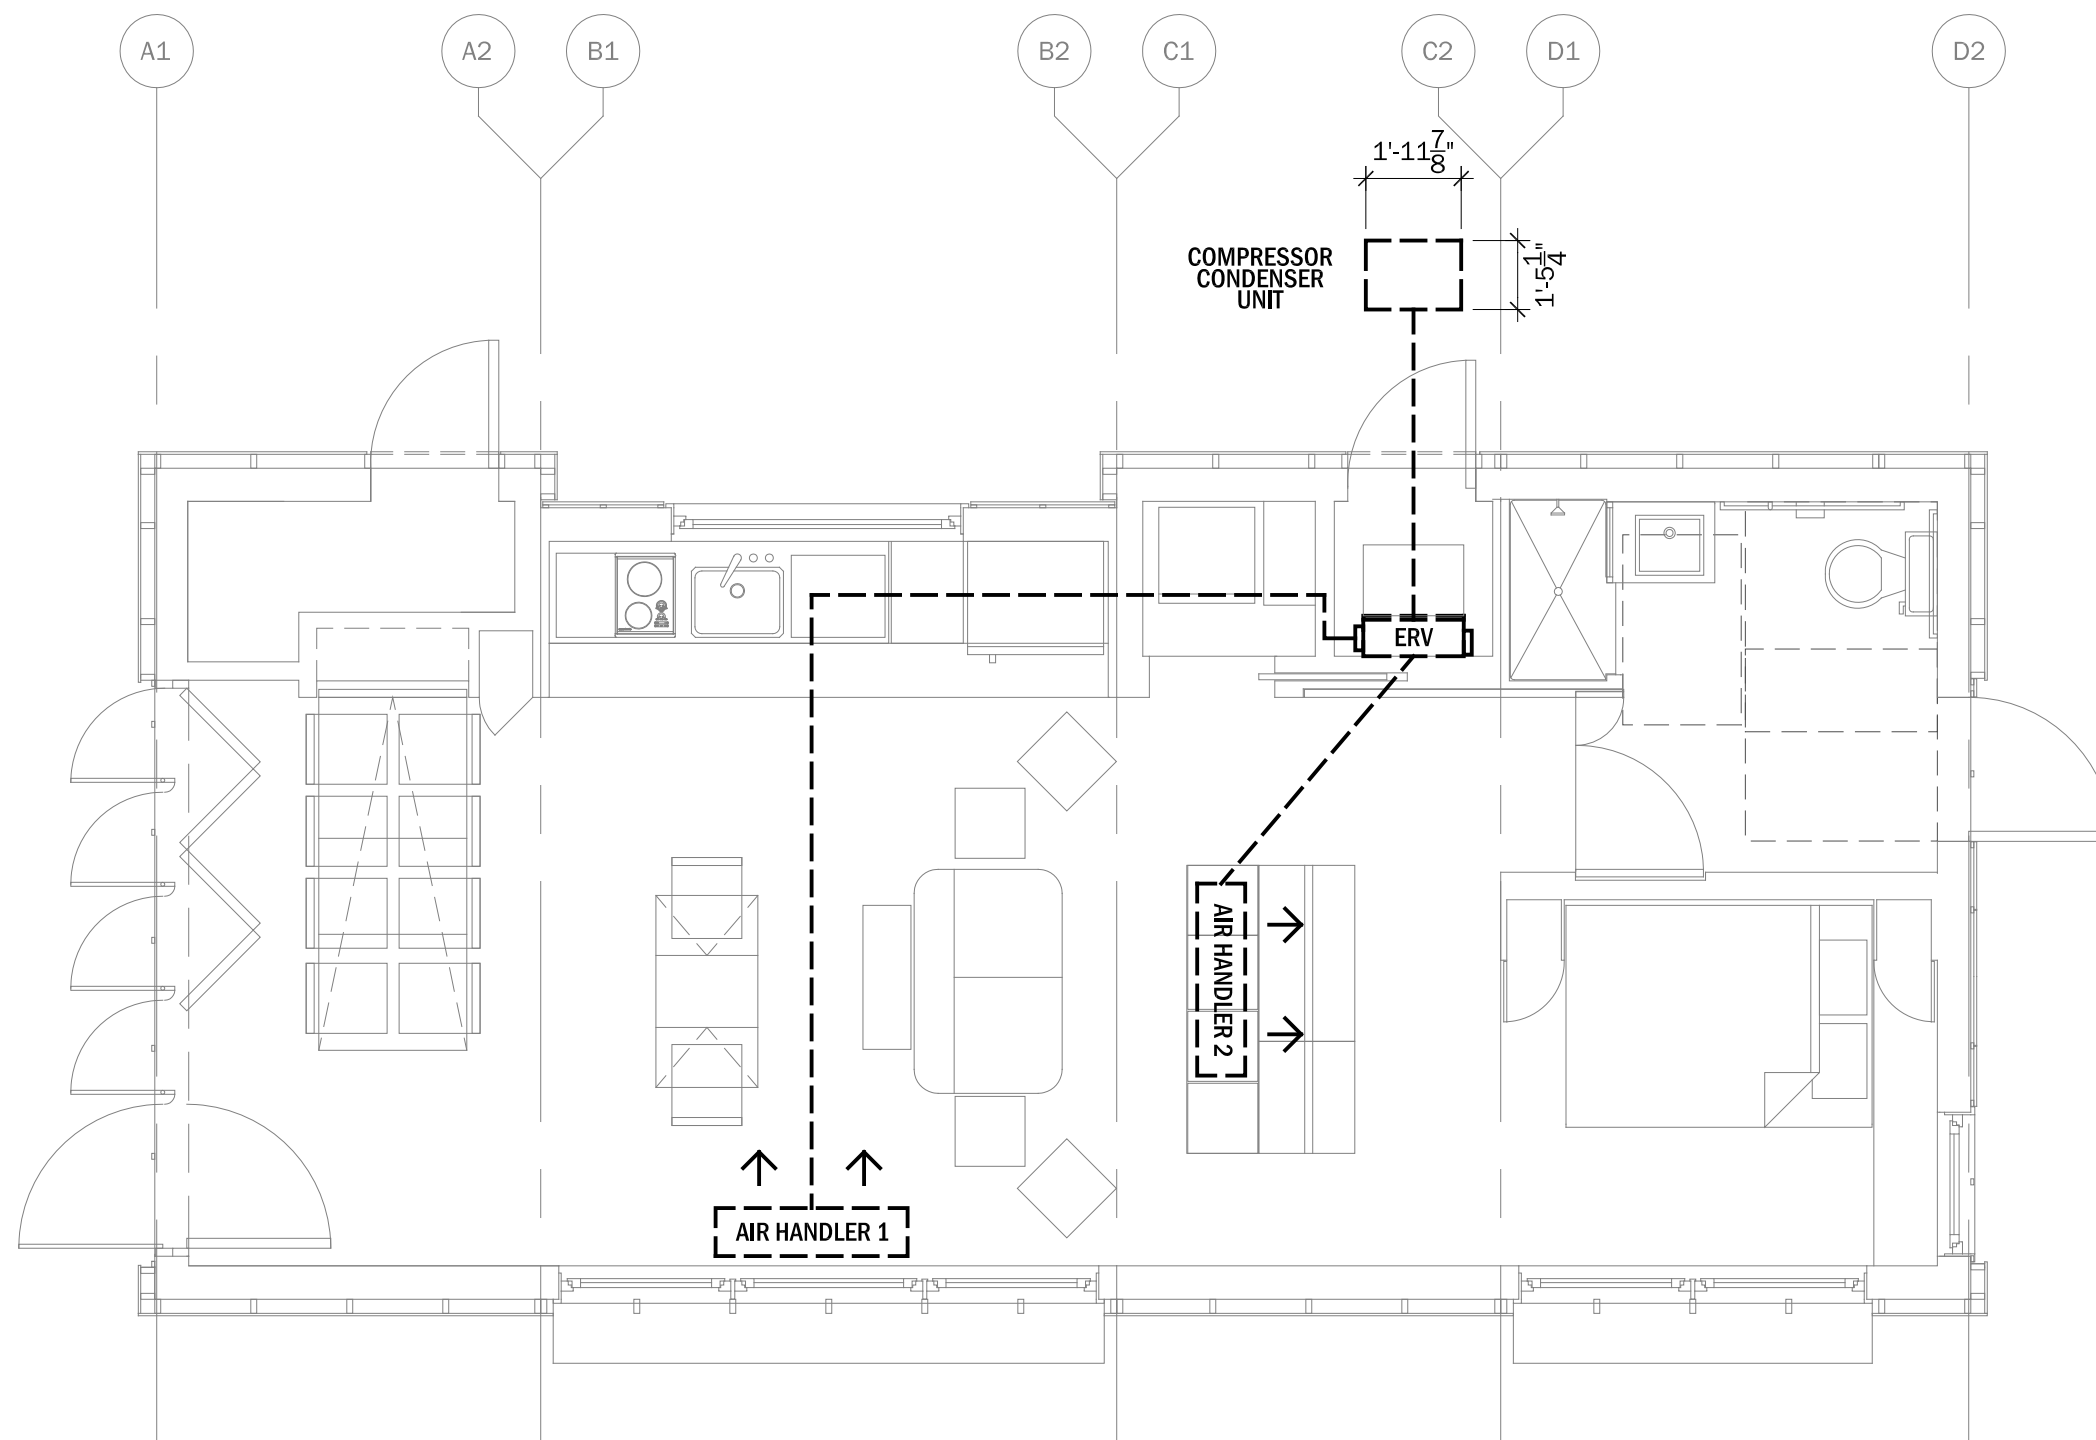 A1
A2
B1
B2
C1
C2
D1
D2
1'-11 7/8"
COMPRESSOR
CONDENSER
UNIT
1'-5 1/4"
ERV
AIR HANDLER 2
AIR HANDLER 1